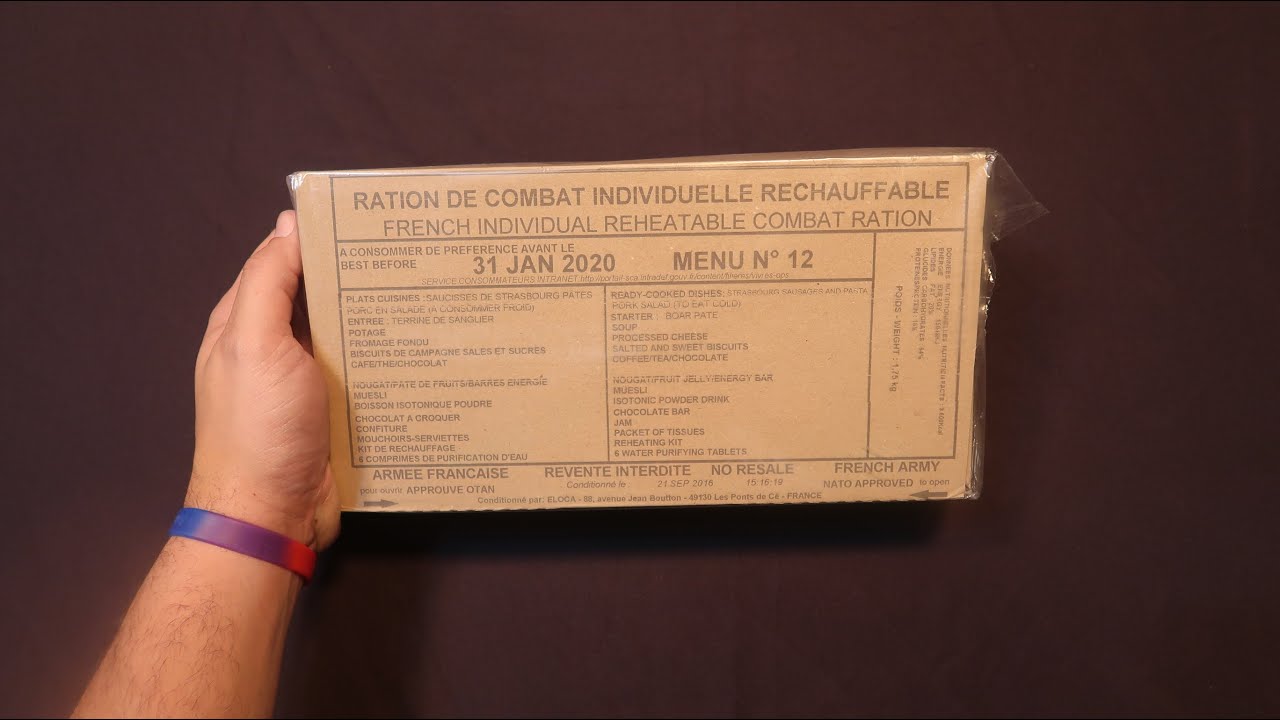 RATION DE COMBAT INDIVIDUELLE RECHAUFFABLE
FRENCH INDIVIDUAL REHEATABLE COMBAT RATION
A CONSOMMER DE PREFERENCE AVANT LE
BEST BEFORE 31 JAN 2020 MENU N° 12
SERVICE CONSOMMATEURS INTRANET
PLATS CUISINES :SAUCISSES DE STRASBOURG PATES
PORC EN SALADE (A CONSOMMER FROID)
ENTREE : TERRINE DE SANGLIER
POTAGE
FROMAGE FONDU
BISCUITS DE CAMPAGNE SALES ET SUCRES
CAFE/THE/CHOCOLAT
NOUGAT/PATE DE FRUITS/BARRES ENERGIE
MUESLI
BOISSON ISOTONIQUE POUDRE
CHOCOLAT A CROQUER
CONFITURE
MOUCHOIRS-SERVIETTES
KIT DE RECHAUFFAGE
6 COMPRIMES DE PURIFICATION D'EAU
READY-COOKED DISHES: STRASBOURG SAUSAGES AND PASTA
PORK SALAD (TO EAT COLD)
STARTER : BOAR PATE
SOUP
PROCESSED CHEESE
SALTED AND SWEET BISCUITS
COFFEE/TEA/CHOCOLATE
NOUGAT/FRUIT JELLY/ENERGY BAR
MUESLI
ISOTONIC POWDER DRINK
CHOCOLATE BAR
JAM
PACKET OF TISSUES
REHEATING KIT
6 WATER PURIFYING TABLETS
POIDS - WEIGHT : 1,75 kg
ARMEE FRANCAISE REVENTE INTERDITE NO RESALE FRENCH ARMY
pour ouvrir APPROUVE OTAN Conditionné le : 21 SEP 2016 15:16:19 NATO APPROVED to open
Conditionné par: ELOCA - 88, avenue Jean Boutton - 49130 Les Ponts de Cé - FRANCE